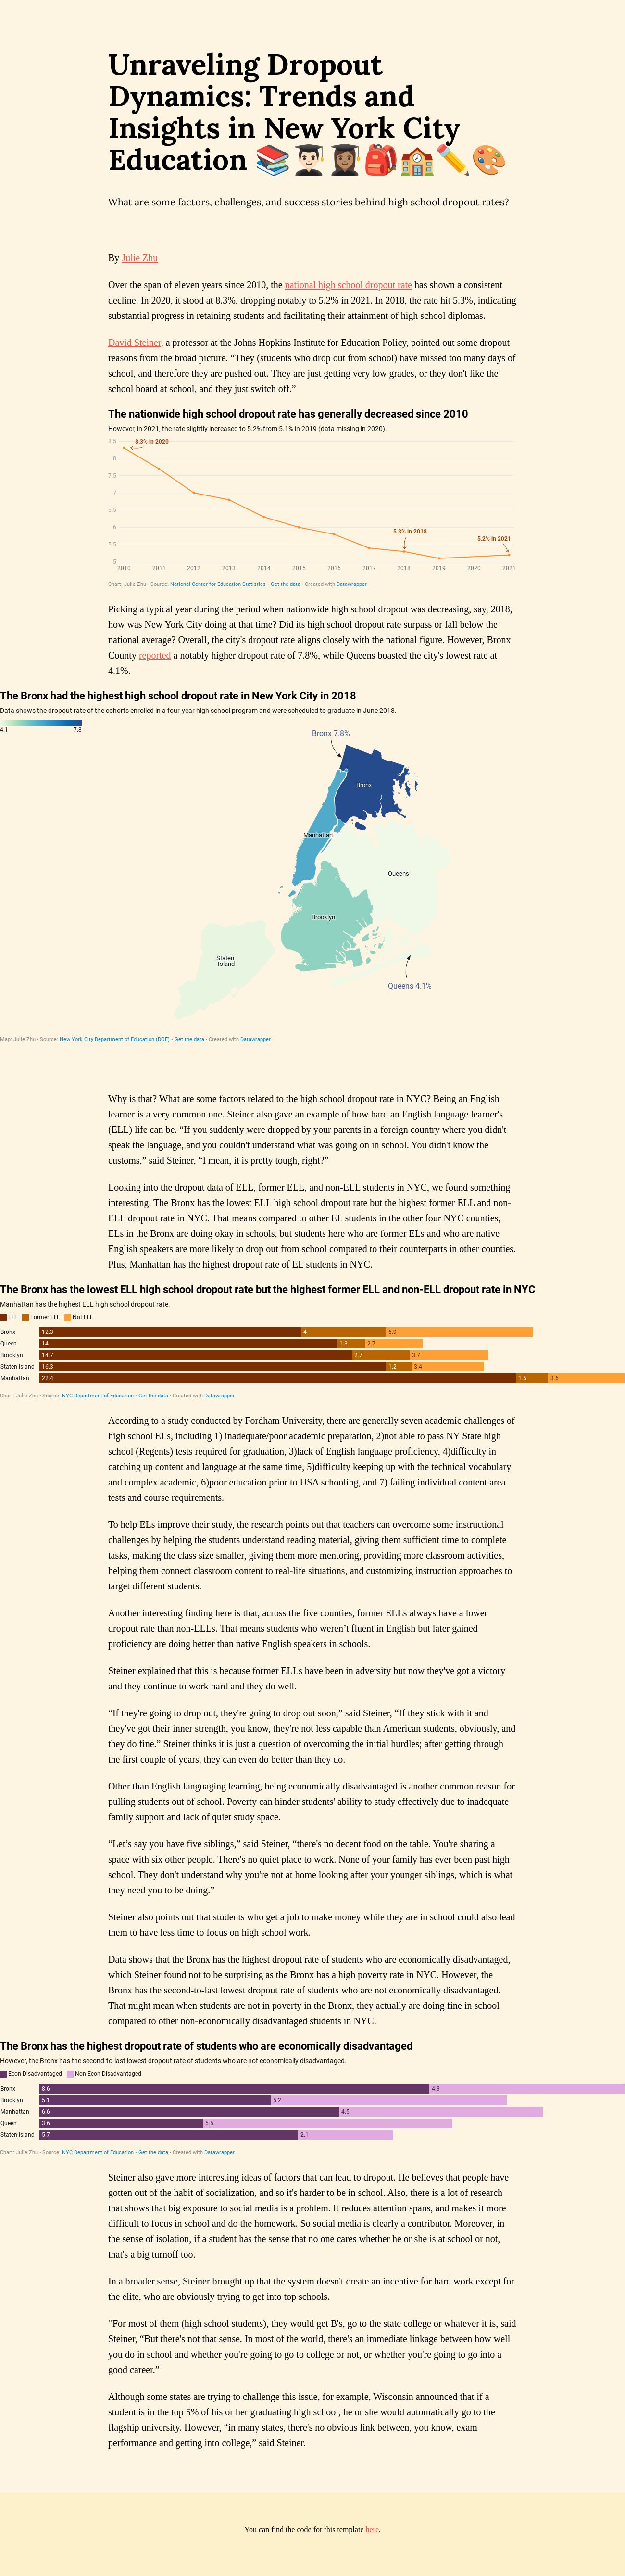 Unraveling Dropout
Dynamics: Trends and
Insights in New York City
Education 📚👨🏻‍🎓👩🏽‍🎓🎒🏫✏️🎨
What are some factors, challenges, and success stories behind high school dropout rates?
By Julie Zhu
Over the span of eleven years since 2010, the national high school dropout rate has shown a consistent
decline. In 2020, it stood at 8.3%, dropping notably to 5.2% in 2021. In 2018, the rate hit 5.3%, indicating
substantial progress in retaining students and facilitating their attainment of high school diplomas.
David Steiner, a professor at the Johns Hopkins Institute for Education Policy, pointed out some dropout
reasons from the broad picture. “They (students who drop out from school) have missed too many days of
school, and therefore they are pushed out. They are just getting very low grades, or they don't like the
school board at school, and they just switch off.”
The nationwide high school dropout rate has generally decreased since 2010
However, in 2021, the rate slightly increased to 5.2% from 5.1% in 2019 (data missing in 2020).
8.5
8.3% in 2020
8
7.5
7
6.5
6
5.3% in 2018
5.2% in 2021
5.5
5
2010 2011 2012 2013 2014 2015 2016 2017 2018 2019 2020 2021
Chart: Julie Zhu • Source: National Center for Education Statistics • Get the data • Created with Datawrapper
Picking a typical year during the period when nationwide high school dropout was decreasing, say, 2018,
how was New York City doing at that time? Did its high school dropout rate surpass or fall below the
national average? Overall, the city's dropout rate aligns closely with the national figure. However, Bronx
County reported a notably higher dropout rate of 7.8%, while Queens boasted the city's lowest rate at
4.1%.
The Bronx had the highest high school dropout rate in New York City in 2018
Data shows the dropout rate of the cohorts enrolled in a four-year high school program and were scheduled to graduate in June 2018.
4.1 7.8
Bronx 7.8%
Bronx
Manhattan
Queens
Brooklyn
Staten
Island
Queens 4.1%
Map: Julie Zhu • Source: New York City Department of Education (DOE) • Get the data • Created with Datawrapper
Why is that? What are some factors related to the high school dropout rate in NYC? Being an English
learner is a very common one. Steiner also gave an example of how hard an English language learner's
(ELL) life can be. “If you suddenly were dropped by your parents in a foreign country where you didn't
speak the language, and you couldn't understand what was going on in school. You didn't know the
customs,” said Steiner, “I mean, it is pretty tough, right?”
Looking into the dropout data of ELL, former ELL, and non-ELL students in NYC, we found something
interesting. The Bronx has the lowest ELL high school dropout rate but the highest former ELL and non-
ELL dropout rate in NYC. That means compared to other EL students in the other four NYC counties,
ELs in the Bronx are doing okay in schools, but students here who are former ELs and who are native
English speakers are more likely to drop out from school compared to their counterparts in other counties.
Plus, Manhattan has the highest dropout rate of EL students in NYC.
The Bronx has the lowest ELL high school dropout rate but the highest former ELL and non-ELL dropout rate in NYC
Manhattan has the highest ELL high school dropout rate.
ELL Former ELL Not ELL
Bronx 12.3 4 6.9
Queen 14 1.3 2.7
Brooklyn 14.7 2.7 3.7
Staten Island 16.3 1.2 3.4
Manhattan 22.4 1.5 3.6
Chart: Julie Zhu • Source: NYC Department of Education • Get the data • Created with Datawrapper
According to a study conducted by Fordham University, there are generally seven academic challenges of
high school ELs, including 1) inadequate/poor academic preparation, 2)not able to pass NY State high
school (Regents) tests required for graduation, 3)lack of English language proficiency, 4)difficulty in
catching up content and language at the same time, 5)difficulty keeping up with the technical vocabulary
and complex academic, 6)poor education prior to USA schooling, and 7) failing individual content area
tests and course requirements.
To help ELs improve their study, the research points out that teachers can overcome some instructional
challenges by helping the students understand reading material, giving them sufficient time to complete
tasks, making the class size smaller, giving them more mentoring, providing more classroom activities,
helping them connect classroom content to real-life situations, and customizing instruction approaches to
target different students.
Another interesting finding here is that, across the five counties, former ELLs always have a lower
dropout rate than non-ELLs. That means students who weren’t fluent in English but later gained
proficiency are doing better than native English speakers in schools.
Steiner explained that this is because former ELLs have been in adversity but now they've got a victory
and they continue to work hard and they do well.
“If they're going to drop out, they're going to drop out soon,” said Steiner, “If they stick with it and
they've got their inner strength, you know, they're not less capable than American students, obviously, and
they do fine.” Steiner thinks it is just a question of overcoming the initial hurdles; after getting through
the first couple of years, they can even do better than they do.
Other than English languaging learning, being economically disadvantaged is another common reason for
pulling students out of school. Poverty can hinder students' ability to study effectively due to inadequate
family support and lack of quiet study space.
“Let’s say you have five siblings,” said Steiner, “there's no decent food on the table. You're sharing a
space with six other people. There's no quiet place to work. None of your family has ever been past high
school. They don't understand why you're not at home looking after your younger siblings, which is what
they need you to be doing.”
Steiner also points out that students who get a job to make money while they are in school could also lead
them to have less time to focus on high school work.
Data shows that the Bronx has the highest dropout rate of students who are economically disadvantaged,
which Steiner found not to be surprising as the Bronx has a high poverty rate in NYC. However, the
Bronx has the second-to-last lowest dropout rate of students who are not economically disadvantaged.
That might mean when students are not in poverty in the Bronx, they actually are doing fine in school
compared to other non-economically disadvantaged students in NYC.
The Bronx has the highest dropout rate of students who are economically disadvantaged
However, the Bronx has the second-to-last lowest dropout rate of students who are not economically disadvantaged.
Econ Disadvantaged Non Econ Disadvantaged
Bronx 8.6 4.3
Brooklyn 5.1 5.2
Manhattan 6.6 4.5
Queen 3.6 5.5
Staten Island 5.7 2.1
Chart: Julie Zhu • Source: NYC Department of Education • Get the data • Created with Datawrapper
Steiner also gave more interesting ideas of factors that can lead to dropout. He believes that people have
gotten out of the habit of socialization, and so it's harder to be in school. Also, there is a lot of research
that shows that big exposure to social media is a problem. It reduces attention spans, and makes it more
difficult to focus in school and do the homework. So social media is clearly a contributor. Moreover, in
the sense of isolation, if a student has the sense that no one cares whether he or she is at school or not,
that's a big turnoff too.
In a broader sense, Steiner brought up that the system doesn't create an incentive for hard work except for
the elite, who are obviously trying to get into top schools.
“For most of them (high school students), they would get B's, go to the state college or whatever it is, said
Steiner, “But there's not that sense. In most of the world, there's an immediate linkage between how well
you do in school and whether you're going to go to college or not, or whether you're going to go into a
good career.”
Although some states are trying to challenge this issue, for example, Wisconsin announced that if a
student is in the top 5% of his or her graduating high school, he or she would automatically go to the
flagship university. However, “in many states, there's no obvious link between, you know, exam
performance and getting into college,” said Steiner.
You can find the code for this template here.